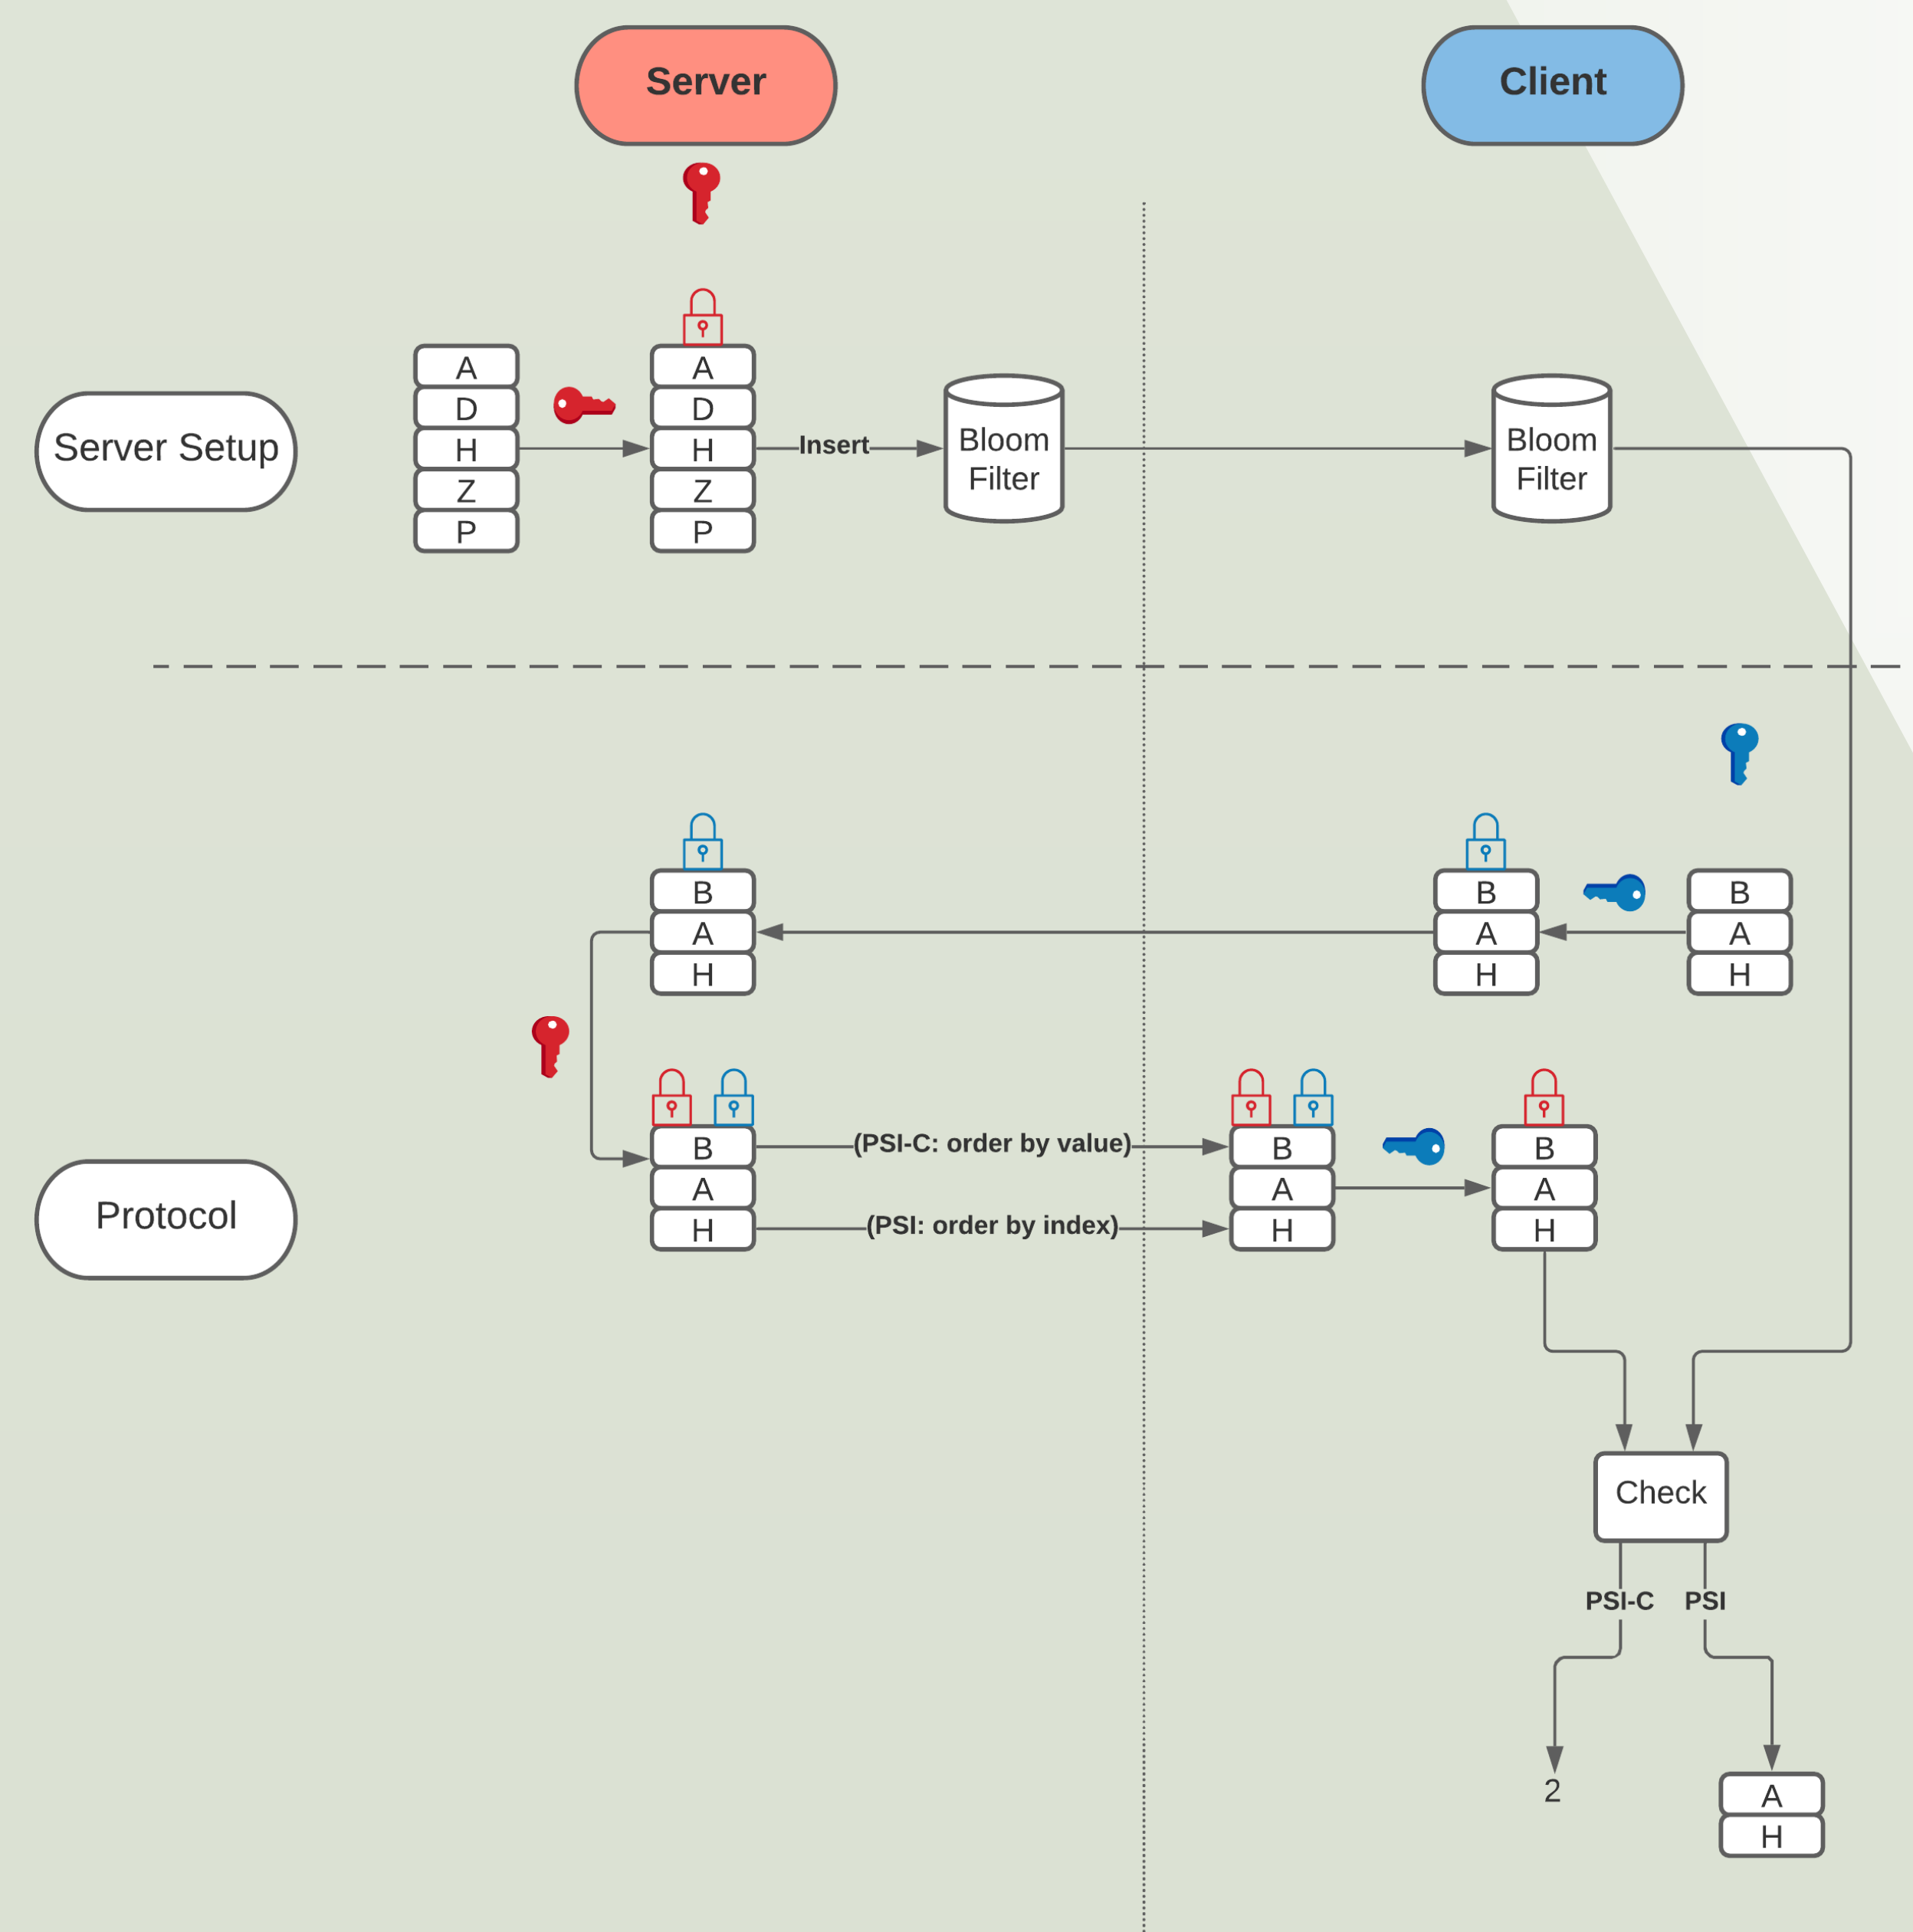 Server
Client
Server Setup
A
D
H
Z
P
A
D
H
Z
P
Insert
Bloom
Filter
Bloom
Filter
B
A
H
B
A
H
B
A
H
Protocol
B
A
H
(PSI-C: order by value)
(PSI: order by index)
B
A
H
B
A
H
Check
PSI-C
PSI
2
A
H